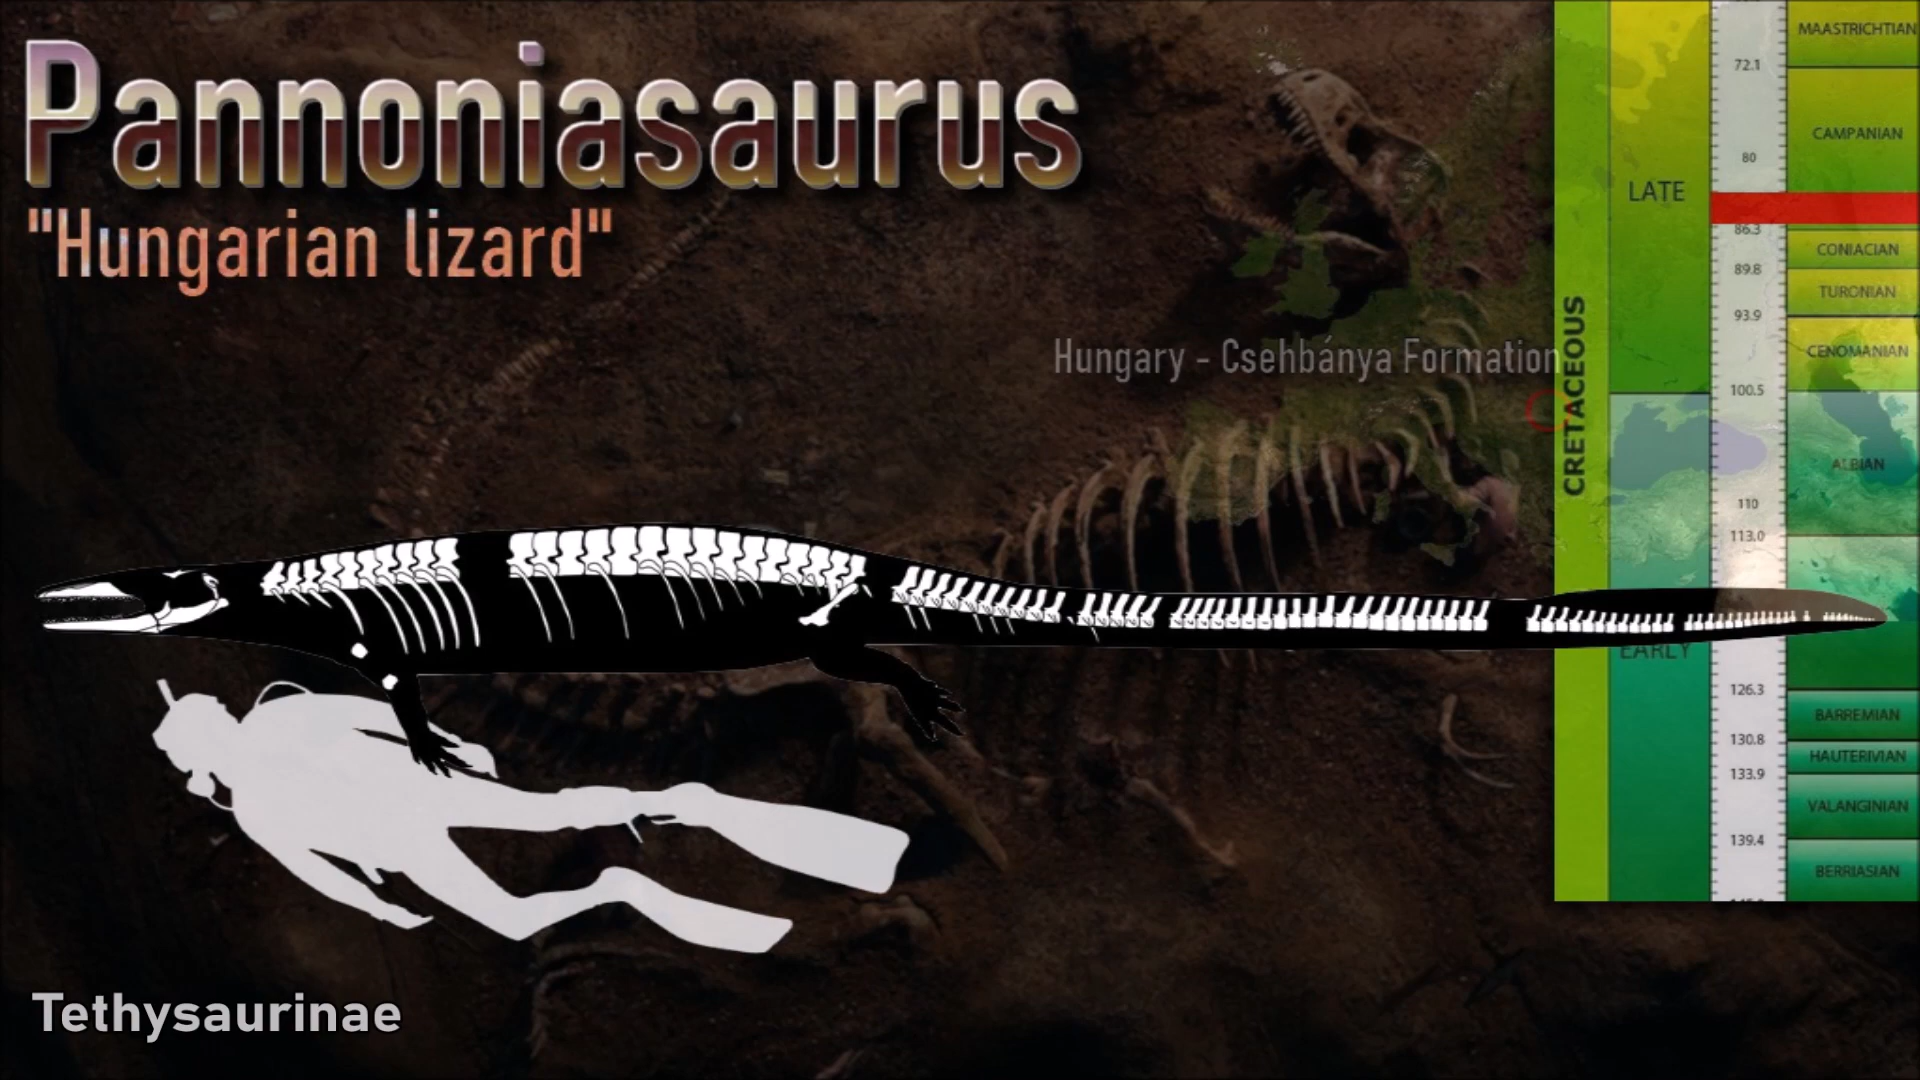 Pannoniasaurus
"Hungarian lizard"
Hungary - Csehbánya Formation
Tethysaurinae
CRETACEOUS
LATE
EARLY
72.1
80
86.3
89.8
93.9
100.5
110
113.0
126.3
130.8
133.9
139.4
MAASTRICHTIAN
CAMPANIAN
CONIACIAN
TURONIAN
CENOMANIAN
ALBIAN
BARREMIAN
HAUTERIVIAN
VALANGINIAN
BERRIASIAN